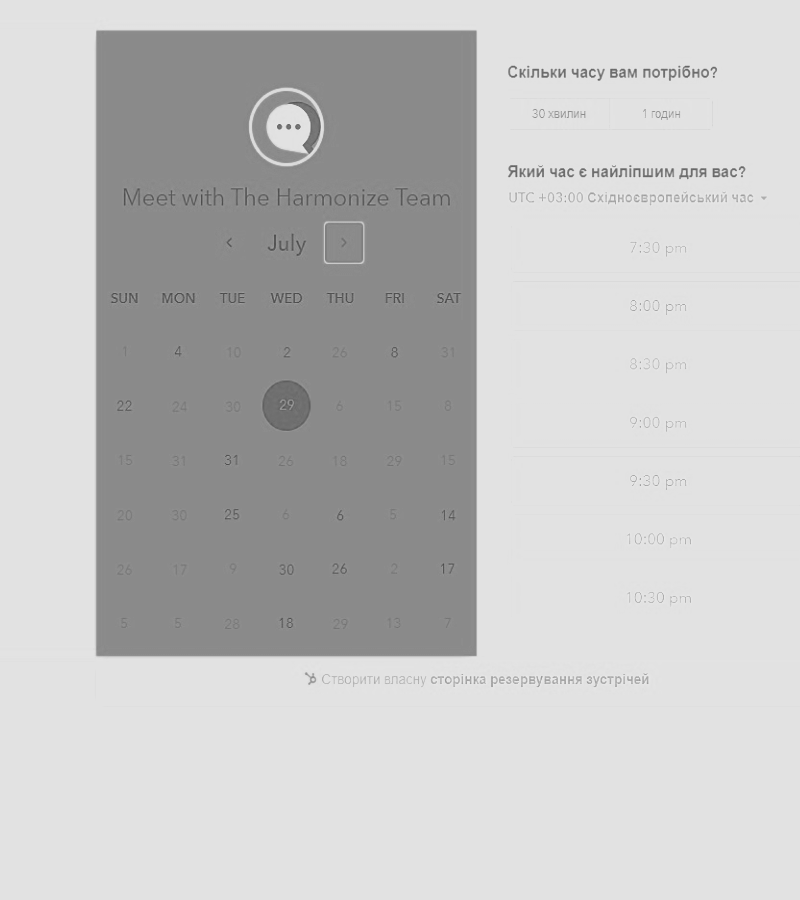 Meet with The Harmonize Team
July
SUN MON TUE WED THU FRI SAT
1 4 10 2 26 8 31
22 24 30 29 6 15 8
15 31 31 26 18 29 15
20 30 25 6 6 5 14
26 17 9 30 26 2 17
5 5 28 18 29 13 7
Скільки часу вам потрібно?
30 хвилин 1 годин
Який час є найліпшим для вас?
UTC +03:00 Східноєвропейський час
7:30 pm
8:00 pm
8:30 pm
9:00 pm
9:30 pm
10:00 pm
10:30 pm
Створити власну сторінка резервування зустрічей